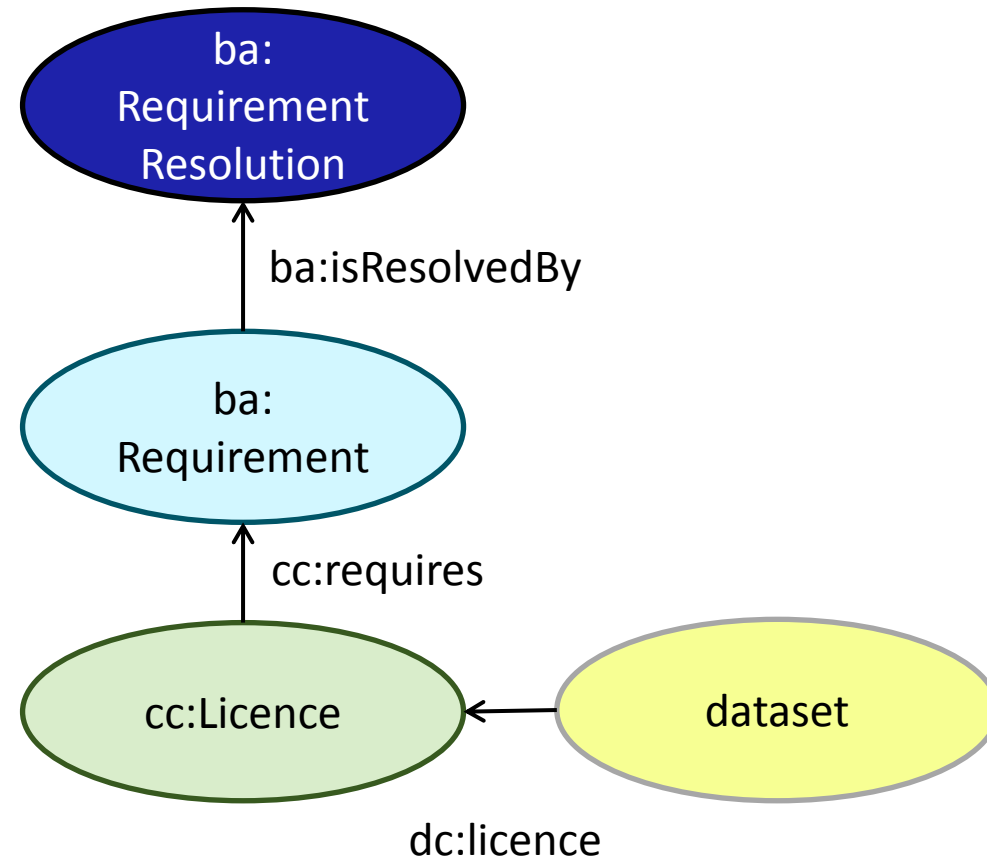 ba:
Requirement
Resolution
ba:isResolvedBy
ba:
Requirement
cc:requires
cc:Licence
dataset
dc:licence